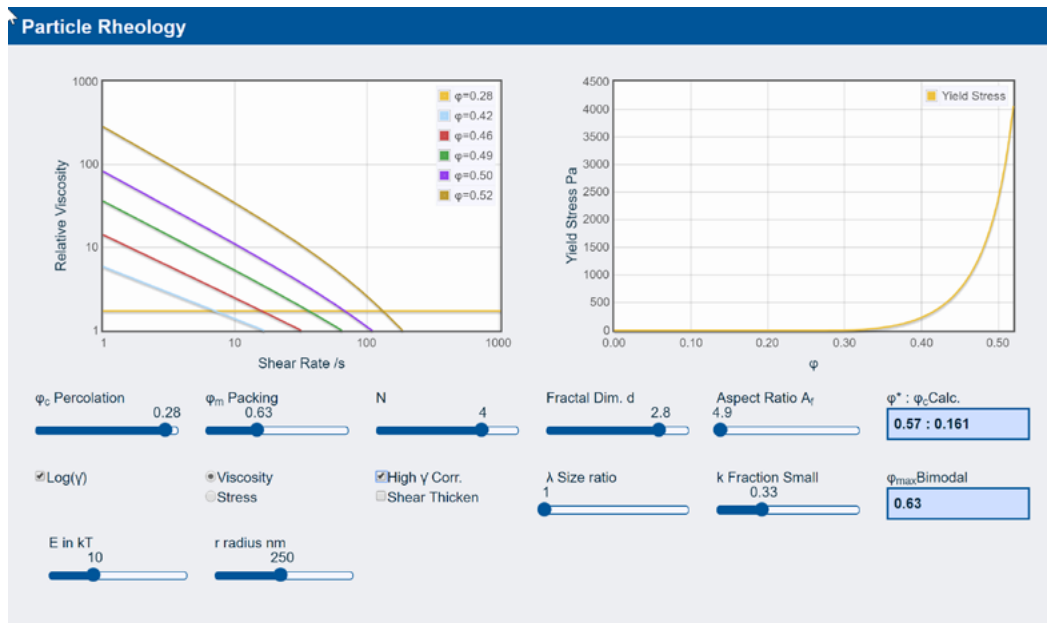 Particle Rheology
1000
100
10
1
Relative Viscosity
1
10
100
1000
Shear Rate /s
φ=0.28
φ=0.42
φ=0.46
φ=0.49
φ=0.50
φ=0.52
4500
4000
3500
3000
2500
2000
1500
1000
500
0
Yield Stress Pa
0.00
0.10
0.20
0.30
0.40
0.50
φ
Yield Stress
φc Percolation
0.28
φm Packing
0.63
N
4
Fractal Dim. d
2.8
Aspect Ratio Af
4.9
φ* : φcCalc.
0.57 : 0.161
Log(γ̇)
Viscosity
Stress
High γ̇ Corr.
Shear Thicken
λ Size ratio
1
k Fraction Small
0.33
φmaxBimodal
0.63
E in kT
10
r radius nm
250